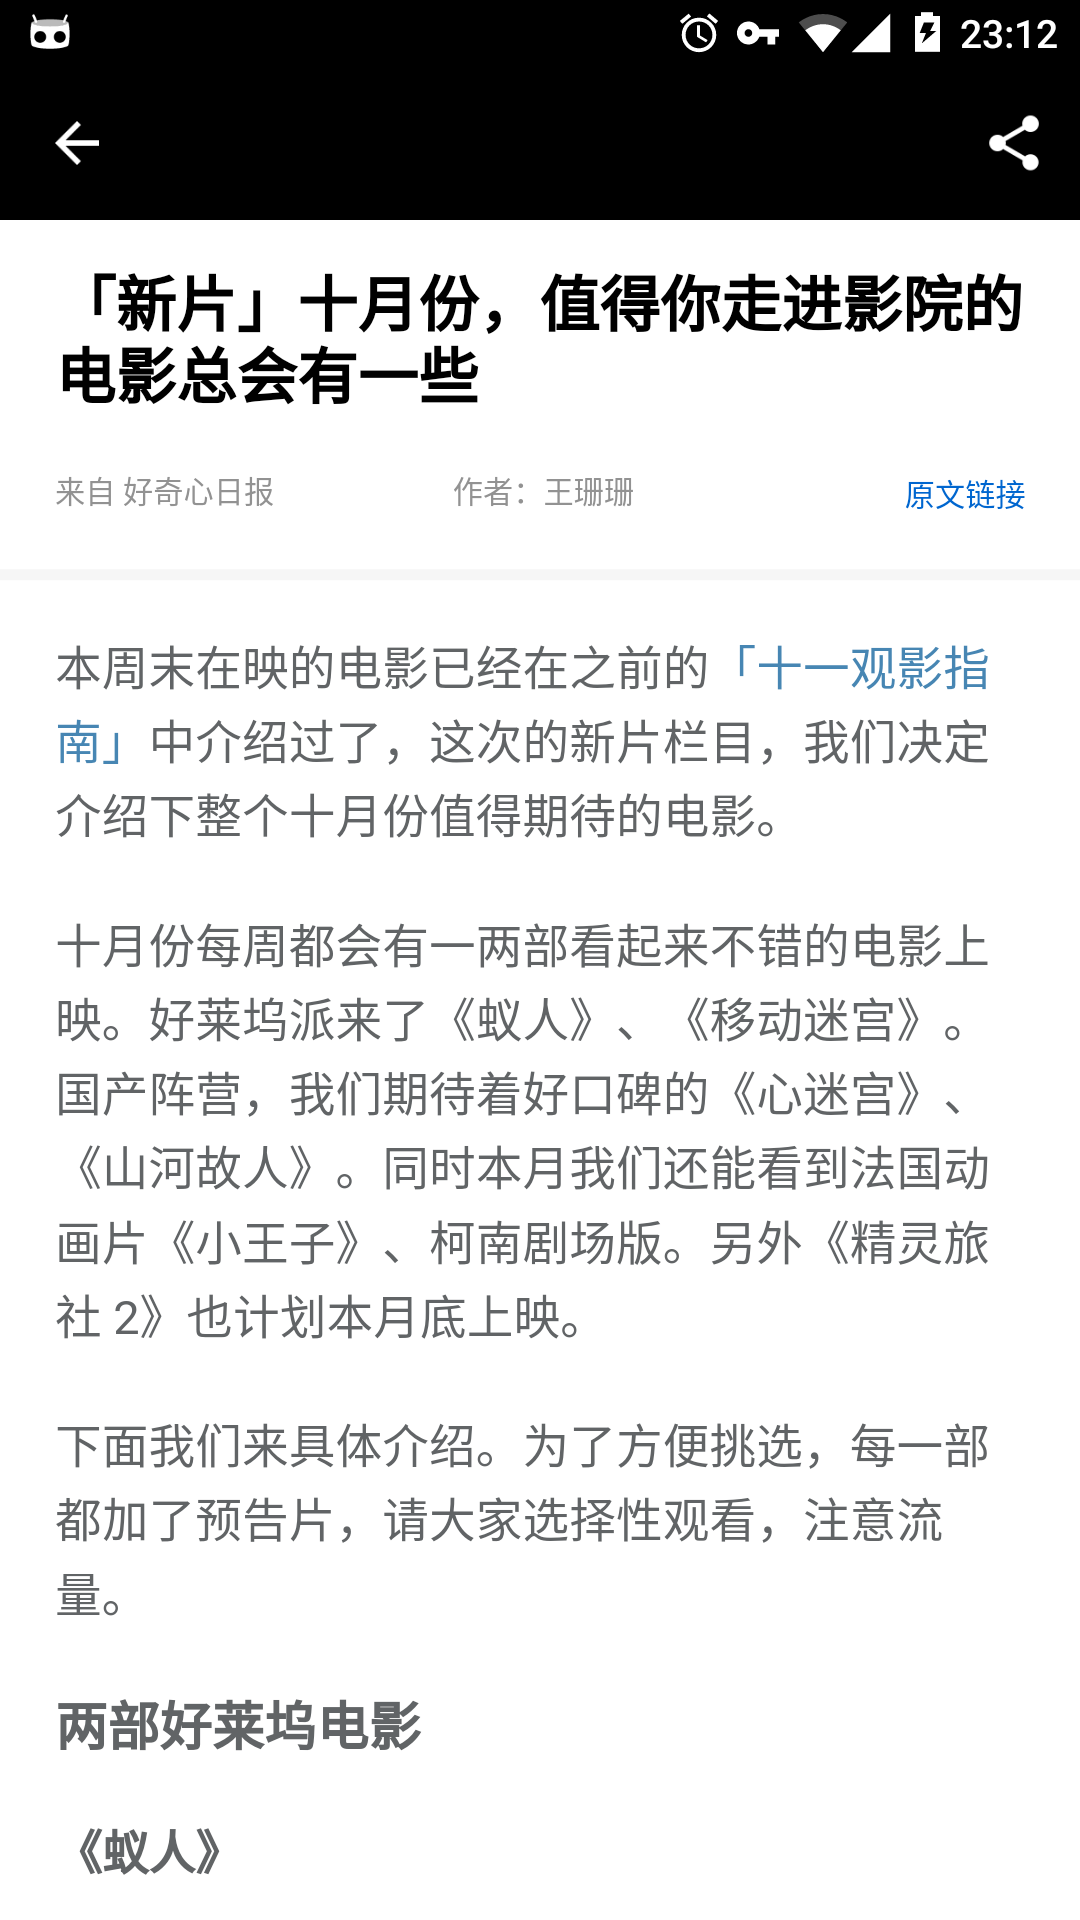 23:12
「新片」十月份，值得你走进影院的
电影总会有一些
来自 好奇心日报 作者：王珊珊 原文链接
本周末在映的电影已经在之前的「十一观影指
南」中介绍过了，这次的新片栏目，我们决定
介绍下整个十月份值得期待的电影。
十月份每周都会有一两部看起来不错的电影上
映。好莱坞派来了《蚁人》、《移动迷宫》。
国产阵营，我们期待着好口碑的《心迷宫》、
《山河故人》。同时本月我们还能看到法国动
画片《小王子》、柯南剧场版。另外《精灵旅
社 2》也计划本月底上映。
下面我们来具体介绍。为了方便挑选，每一部
都加了预告片，请大家选择性观看，注意流
量。
两部好莱坞电影
《蚁人》